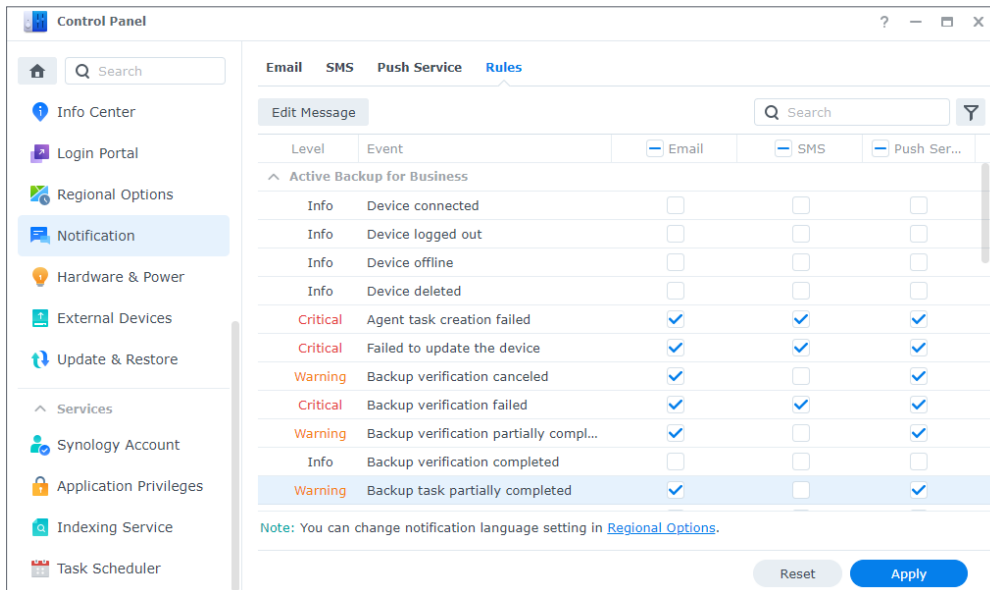 Control Panel
?
Search
Info Center
Login Portal
Regional Options
Notification
Hardware & Power
External Devices
Update & Restore
Services
Synology Account
Application Privileges
Indexing Service
Task Scheduler
Email SMS Push Service Rules
Edit Message
Search
Level Event Email SMS Push Ser...
Active Backup for Business
Info Device connected
Info Device logged out
Info Device offline
Info Device deleted
Critical Agent task creation failed
Critical Failed to update the device
Warning Backup verification canceled
Critical Backup verification failed
Warning Backup verification partially compl...
Info Backup verification completed
Warning Backup task partially completed
Note: You can change notification language setting in Regional Options.
Reset Apply